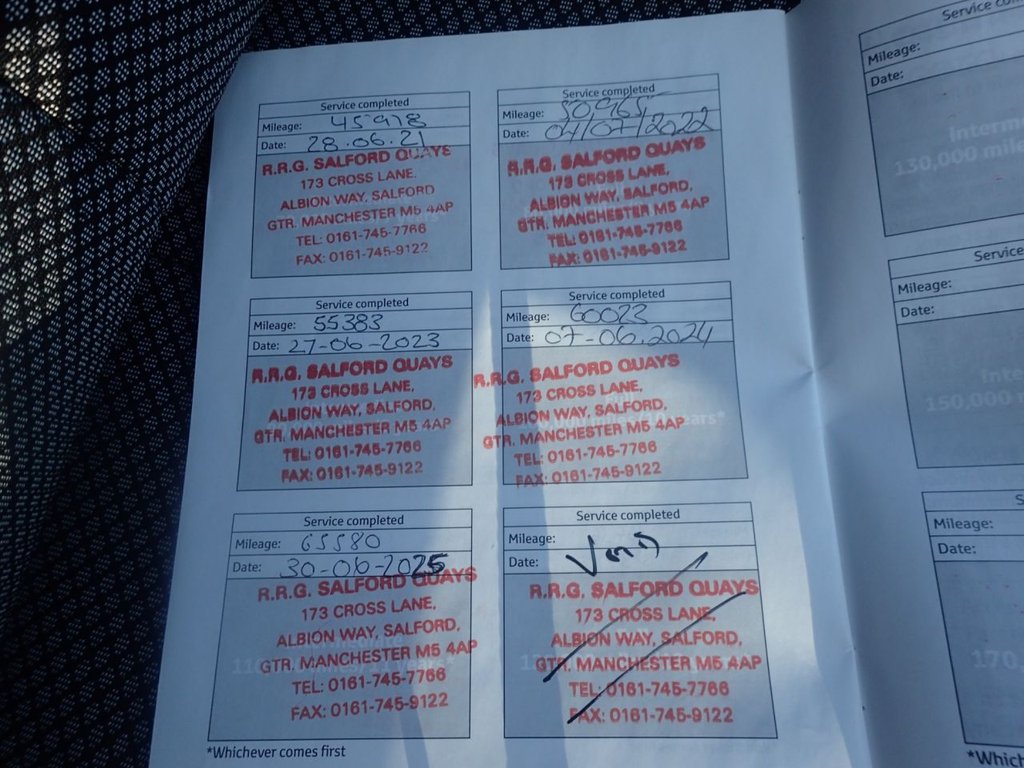 Service completed
Mileage: 45918
Date: 28.06.21
R.R.G. SALFORD QUAYS
173 CROSS LANE,
ALBION WAY, SALFORD
GTR. MANCHESTER M5 4AP
TEL: 0161-745-7766
FAX: 0161-745-9122
Service completed
Mileage: 50,965
Date: 04/07/2022
R.R.G. SALFORD QUAYS
173 CROSS LANE,
ALBION WAY, SALFORD,
GTR. MANCHESTER M5 4AP
TEL: 0161-745-7766
FAX: 0161-745-9122
Service completed
Mileage: 55383
Date: 27-06-2023
R.R.G. SALFORD QUAYS
173 CROSS LANE,
ALBION WAY, SALFORD,
GTR. MANCHESTER M5 4AP
TEL: 0161-745-7766
FAX: 0161-745-9122
Service completed
Mileage: 60023
Date: 07-06.2024
R.R.G. SALFORD QUAYS
173 CROSS LANE,
ALBION WAY, SALFORD,
GTR. MANCHESTER M5 4AP
TEL: 0161-745-7766
FAX: 0161-745-9122
Service completed
Mileage: 65580
Date: 30-06-2025
R.R.G. SALFORD QUAYS
173 CROSS LANE,
ALBION WAY, SALFORD,
GTR. MANCHESTER M5 4AP
TEL: 0161-745-7766
FAX: 0161-745-9122
Service completed
Mileage:
Date:
R.R.G. SALFORD QUAYS
173 CROSS LANE,
ALBION WAY, SALFORD,
GTR. MANCHESTER M5 4AP
TEL: 0161-745-7766
FAX: 0161-745-9122
*Whichever comes first
Service
Mileage:
Date:
130,000
Service
Mileage:
Date:
150,000
Service
Mileage:
Date:
170,